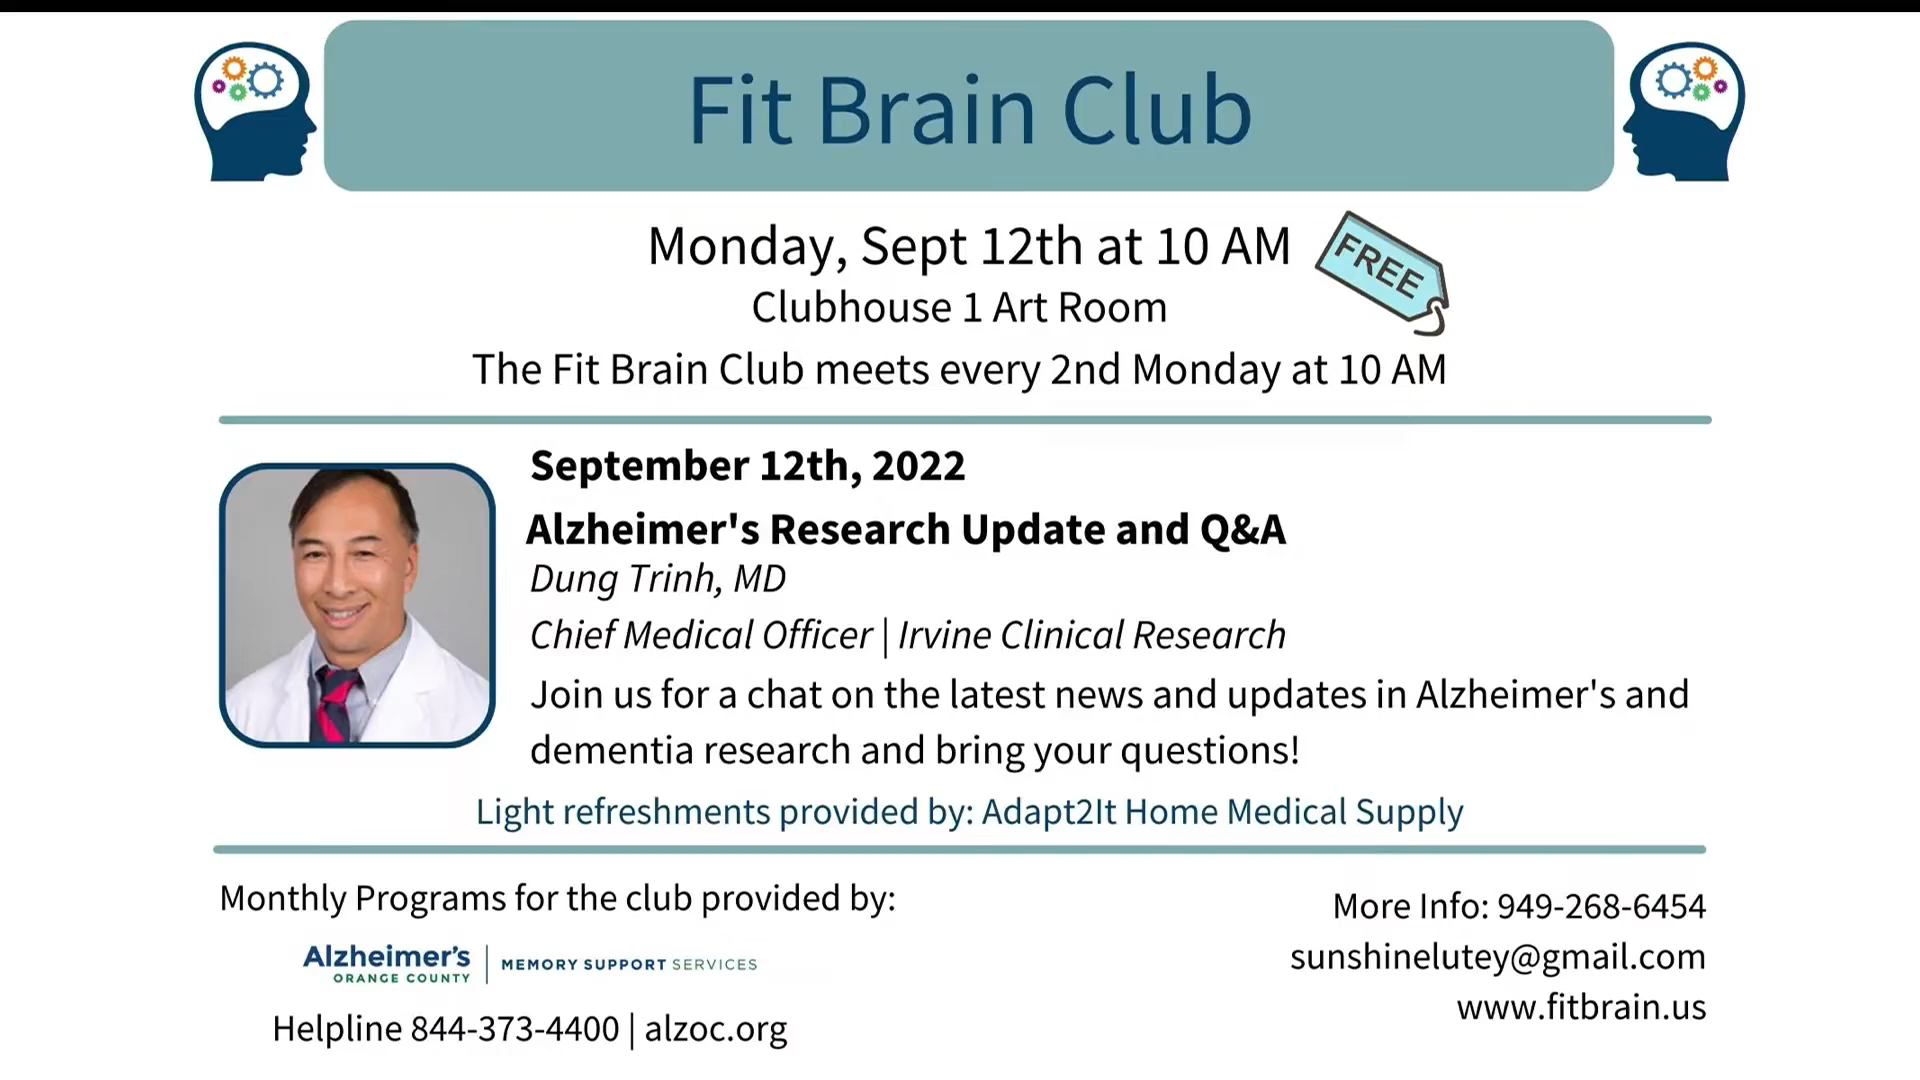 Fit Brain Club
Monday, Sept 12th at 10 AM
FREE
Clubhouse 1 Art Room
The Fit Brain Club meets every 2nd Monday at 10 AM
September 12th, 2022
Alzheimer's Research Update and Q&A
Dung Trinh, MD
Chief Medical Officer | Irvine Clinical Research
Join us for a chat on the latest news and updates in Alzheimer's and
dementia research and bring your questions!
Light refreshments provided by: Adapt2It Home Medical Supply
Monthly Programs for the club provided by:
Alzheimer's
ORANGE COUNTY
MEMORY SUPPORT SERVICES
Helpline 844-373-4400 | alzoc.org
More Info: 949-268-6454
sunshinelutey@gmail.com
www.fitbrain.us